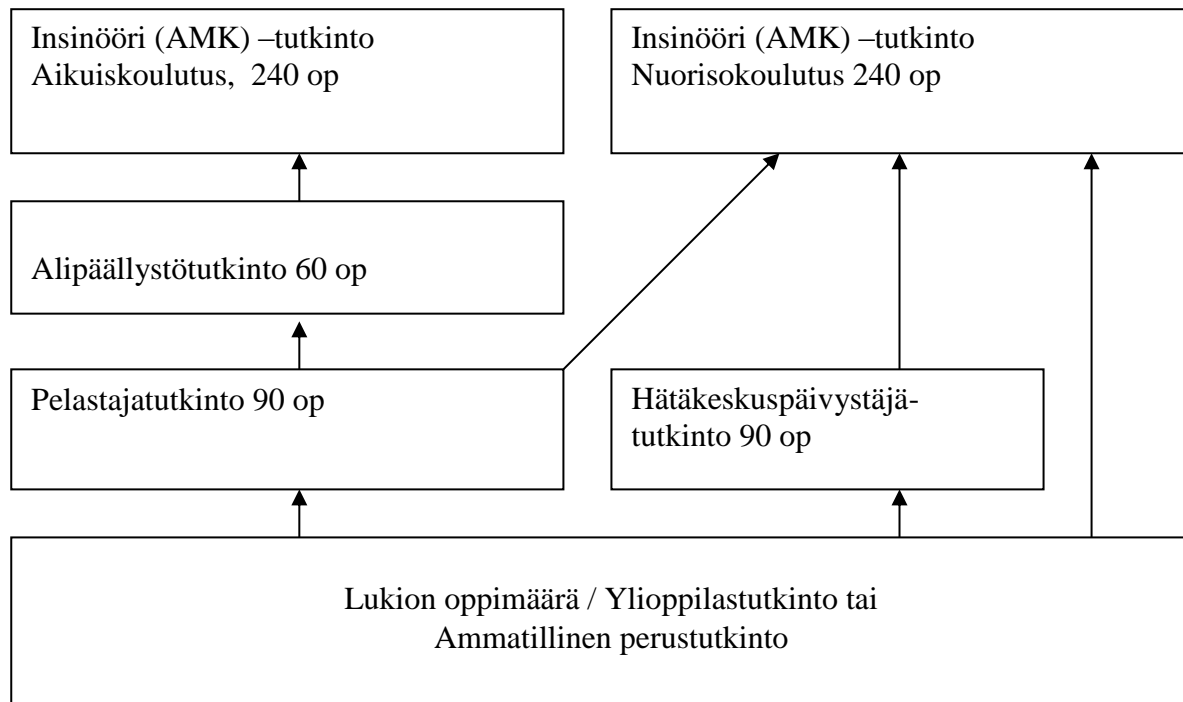 Insinööri (AMK) –tutkinto
Aikuiskoulutus,  240 op
Insinööri (AMK) –tutkinto
Nuorisokoulutus 240 op
Alipäällystötutkinto 60 op
Pelastajatutkinto 90 op
Hätäkeskuspäivystäjä-
tutkinto 90 op
Lukion oppimäärä / Ylioppilastutkinto tai
Ammatillinen perustutkinto